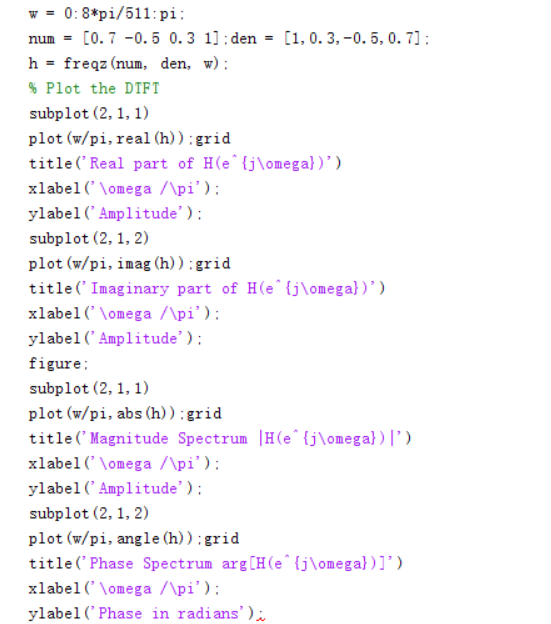 w = 0:8*pi/511:pi;
num = [0.7 -0.5 0.3 1];den = [1,0.3,-0.5,0.7];
h = freqz(num, den, w);
% Plot the DTFT
subplot(2,1,1)
plot(w/pi,real(h));grid
title('Real part of H(e^{j\omega})')
xlabel('\omega /\pi');
ylabel('Amplitude');
subplot(2,1,2)
plot(w/pi,imag(h));grid
title('Imaginary part of H(e^{j\omega})')
xlabel('\omega /\pi');
ylabel('Amplitude');
figure;
subplot(2,1,1)
plot(w/pi,abs(h));grid
title('Magnitude Spectrum |H(e^{j\omega})|')
xlabel('\omega /\pi');
ylabel('Amplitude');
subplot(2,1,2)
plot(w/pi,angle(h));grid
title('Phase Spectrum arg[H(e^{j\omega})]')
xlabel('\omega /\pi');
ylabel('Phase in radians');